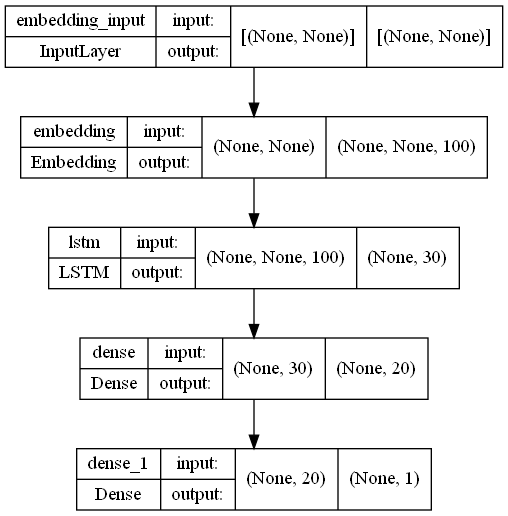 embedding_input input: [(None, None)] [(None, None)]
InputLayer output:
embedding input: (None, None) (None, None, 100)
Embedding output:
lstm input: (None, None, 100) (None, 30)
LSTM output:
dense input: (None, 30) (None, 20)
Dense output:
dense_1 input: (None, 20) (None, 1)
Dense output: